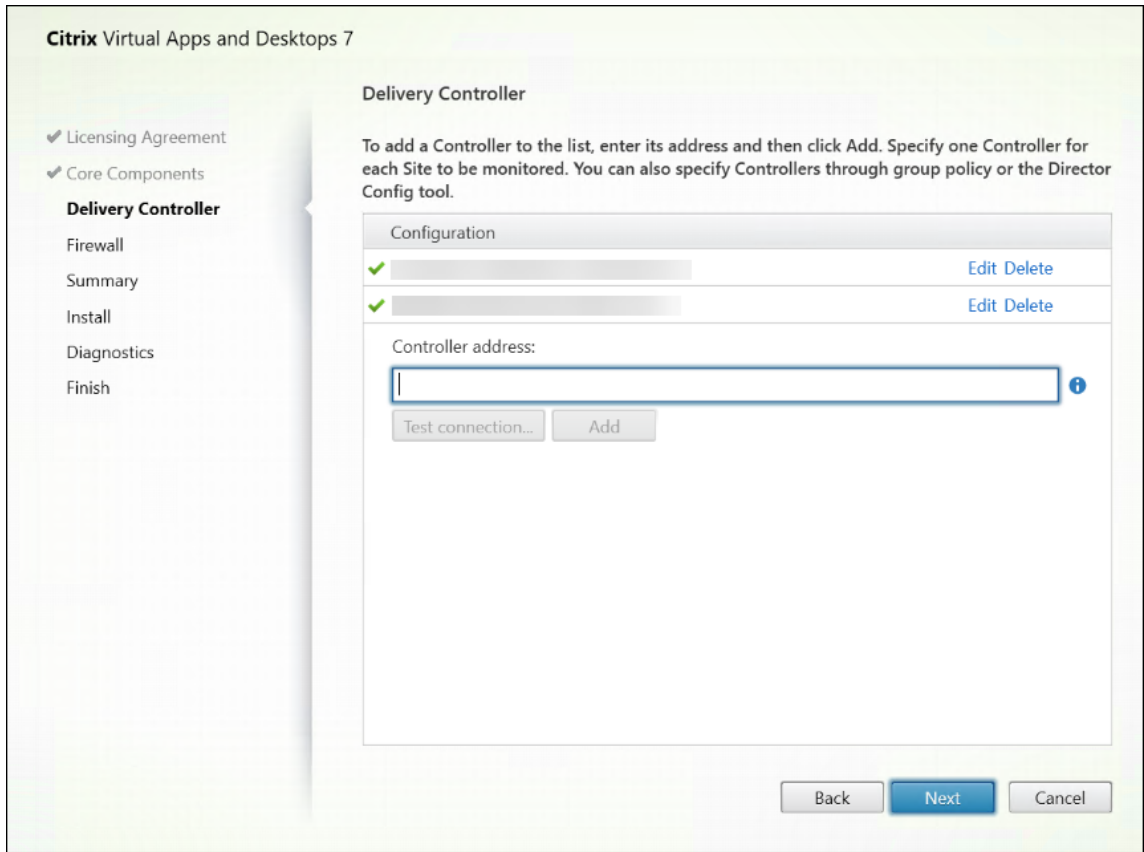 Citrix Virtual Apps and Desktops 7
Licensing Agreement
Core Components
Delivery Controller
Firewall
Summary
Install
Diagnostics
Finish
Delivery Controller
To add a Controller to the list, enter its address and then click Add. Specify one Controller for
each Site to be monitored. You can also specify Controllers through group policy or the Director
Config tool.
Configuration
Edit Delete
Edit Delete
Controller address:
Test connection... Add
Back Next Cancel